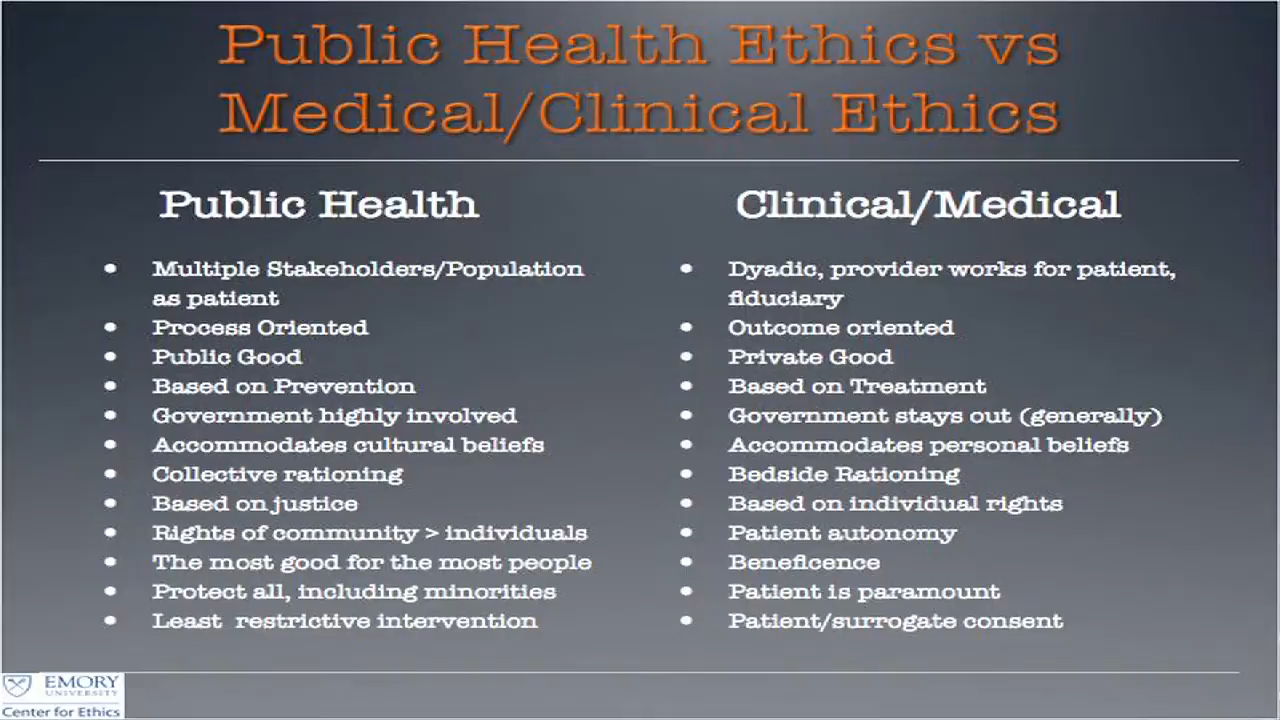 Public Health Ethics vs
Medical/Clinical Ethics
Public Health
• Multiple Stakeholders/Population
as patient
• Process Oriented
• Public Good
• Based on Prevention
• Government highly involved
• Accommodates cultural beliefs
• Collective rationing
• Based on justice
• Rights of community > individuals
• The most good for the most people
• Protect all, including minorities
• Least restrictive intervention
Clinical/Medical
• Dyadic, provider works for patient,
fiduciary
• Outcome oriented
• Private Good
• Based on Treatment
• Government stays out (generally)
• Accommodates personal beliefs
• Bedside Rationing
• Based on individual rights
• Patient autonomy
• Beneficence
• Patient is paramount
• Patient/surrogate consent
EMORY
UNIVERSITY
Center for Ethics